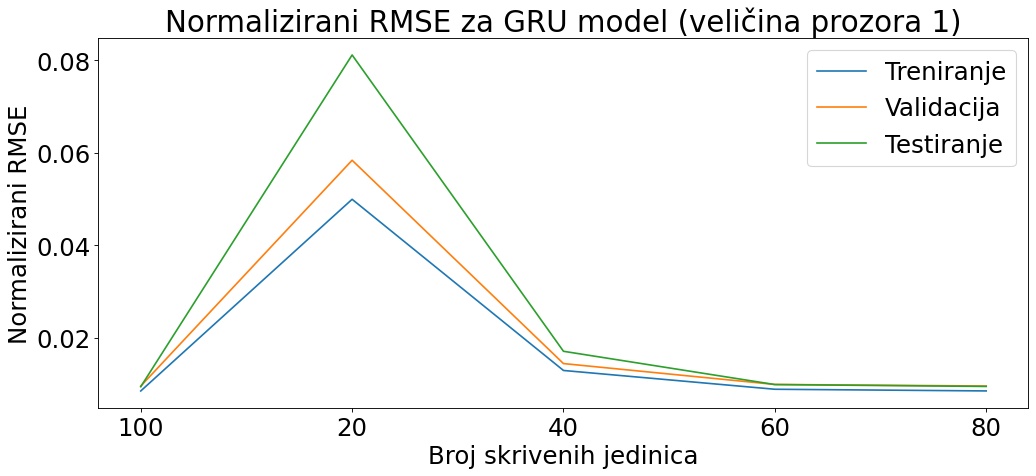 Normalizirani RMSE za GRU model (veličina prozora 1)
Treniranje
Validacija
Testiranje
Normalizirani RMSE
0.08
0.06
0.04
0.02
100 20 40 60 80
Broj skrivenih jedinica